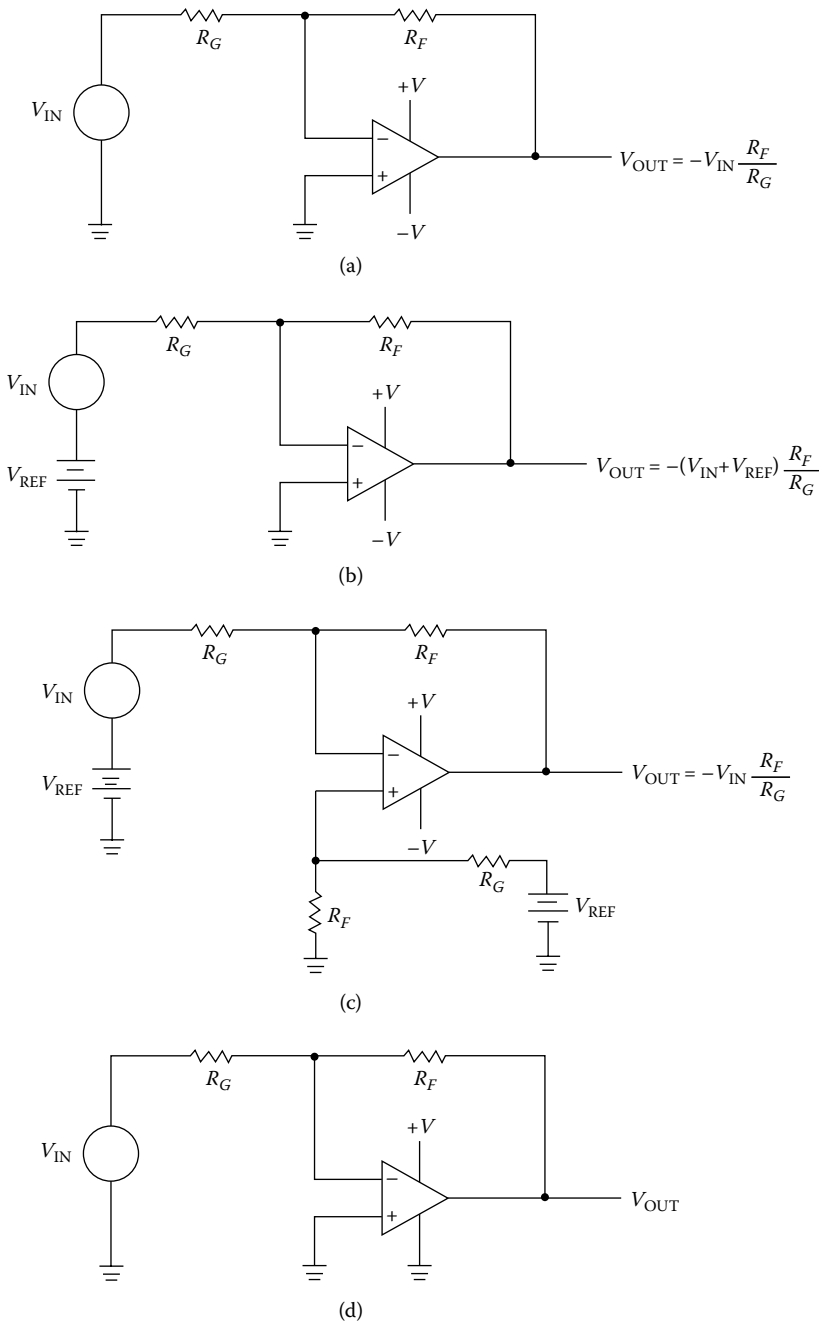 R_G
R_F
+V
V_IN
−
+
V_OUT = −V_IN R_F/R_G
−V
(a)
R_G
R_F
V_IN
+V
−
V_REF
+
V_OUT = −(V_IN+V_REF) R_F/R_G
−V
(b)
R_G
R_F
V_IN
+V
−
V_REF
+
V_OUT = −V_IN R_F/R_G
−V
R_G
R_F
V_REF
(c)
R_G
R_F
+V
V_IN
−
+
V_OUT
(d)